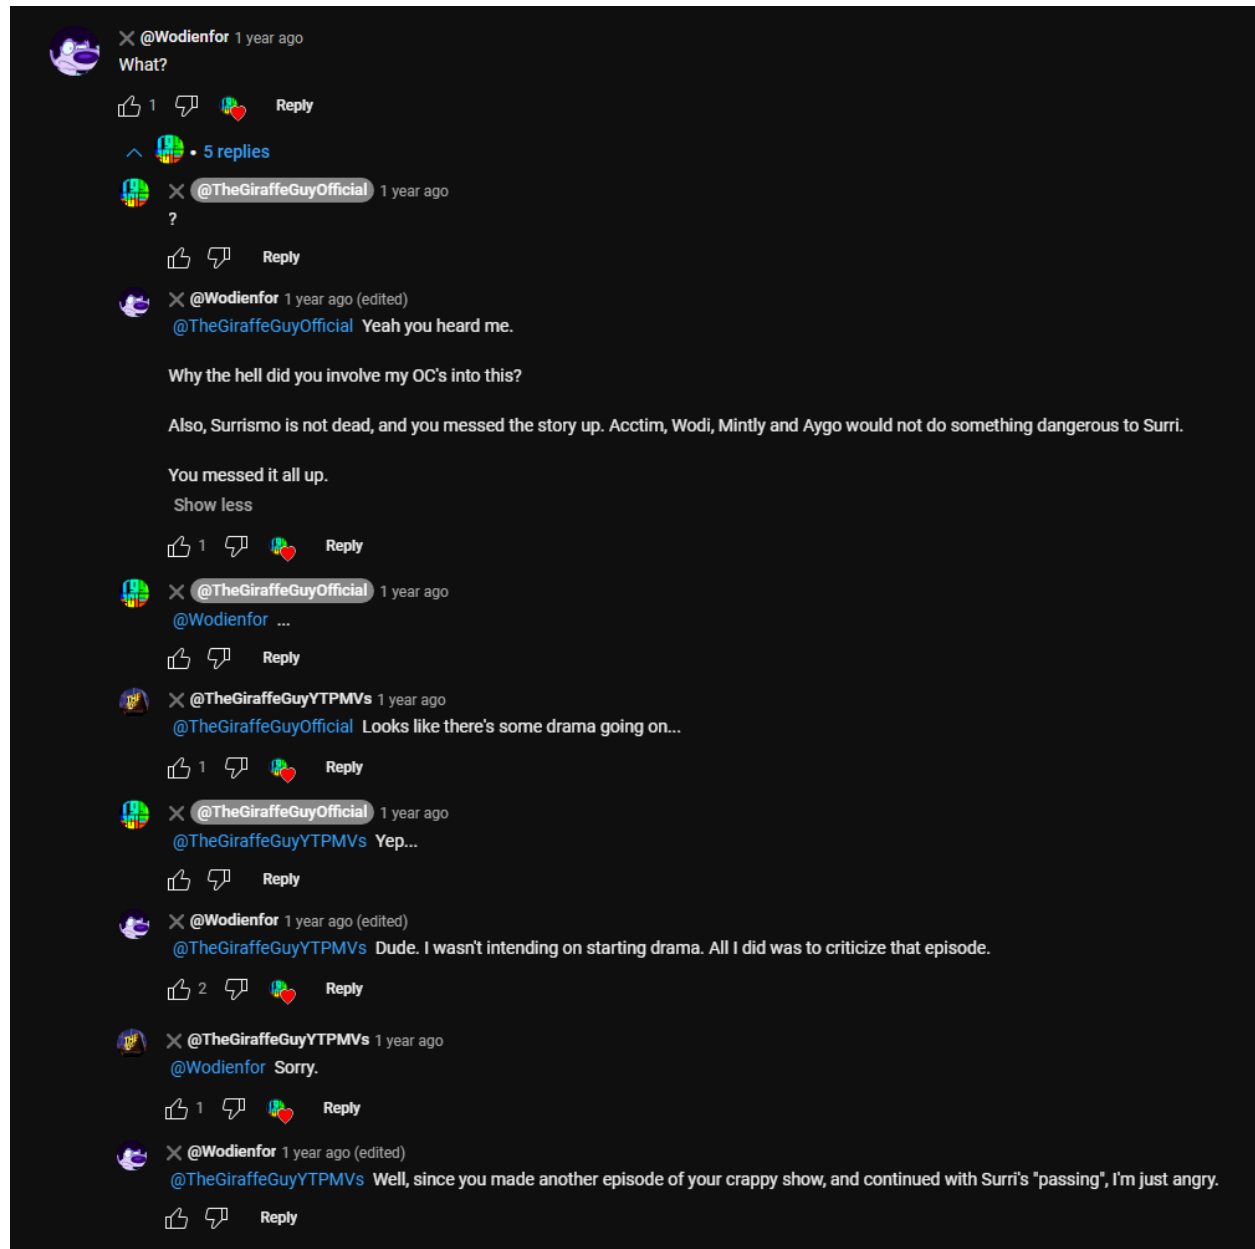 @Wodienfor 1 year ago
What?
1 Reply
• 5 replies
@TheGiraffeGuyOfficial 1 year ago
?
Reply
@Wodienfor 1 year ago (edited)
@TheGiraffeGuyOfficial Yeah you heard me.
Why the hell did you involve my OC's into this?
Also, Surrismo is not dead, and you messed the story up. Acctim, Wodi, Mintly and Aygo would not do something dangerous to Surri.
You messed it all up.
Show less
1 Reply
@TheGiraffeGuyOfficial 1 year ago
@Wodienfor ...
Reply
@TheGiraffeGuyYTPMVs 1 year ago
@TheGiraffeGuyOfficial Looks like there's some drama going on...
1 Reply
@TheGiraffeGuyOfficial 1 year ago
@TheGiraffeGuyYTPMVs Yep...
Reply
@Wodienfor 1 year ago (edited)
@TheGiraffeGuyYTPMVs Dude. I wasn't intending on starting drama. All I did was to criticize that episode.
2 Reply
@TheGiraffeGuyYTPMVs 1 year ago
@Wodienfor Sorry.
1 Reply
@Wodienfor 1 year ago (edited)
@TheGiraffeGuyYTPMVs Well, since you made another episode of your crappy show, and continued with Surri's "passing", I'm just angry.
Reply